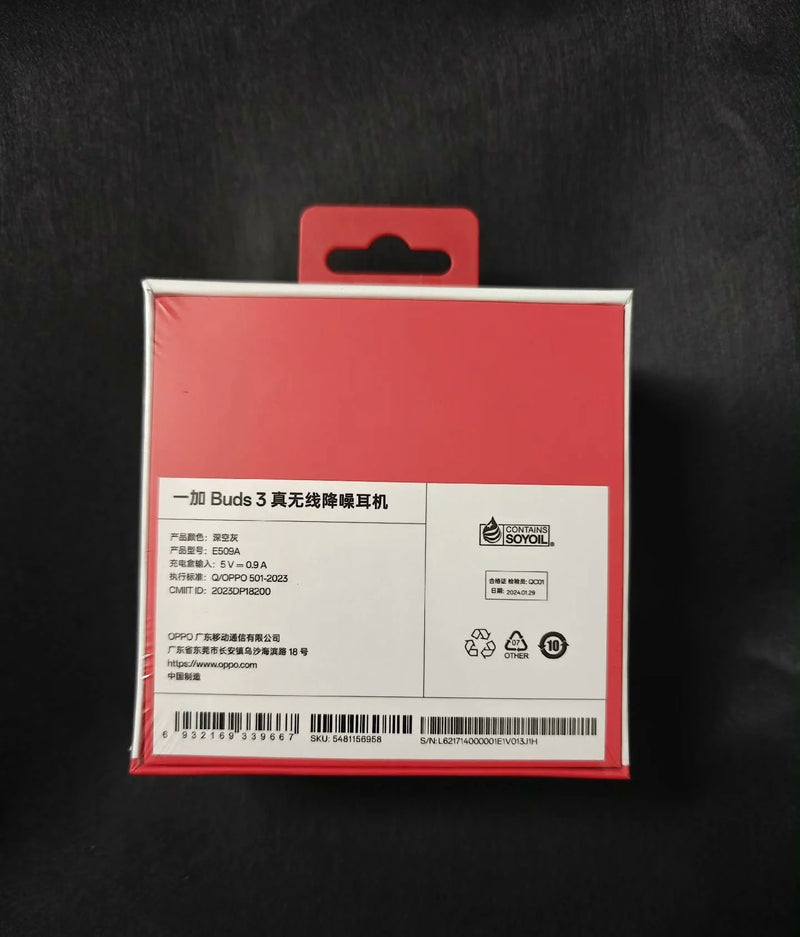 一加 Buds 3 真无线降噪耳机
产品颜色：深空灰
产品型号：E509A
充电盒输入：5 V⎓0.9 A
执行标准：Q/OPPO 501-2023
CMIIT ID：2023DP18200
OPPO 广东移动通信有限公司
广东省东莞市长安镇乌沙海滨路 18 号
https://www.oppo.com
中国制造
CONTAINS
SOYOIL®
合格证 检验员: QC01
日期: 2024.01.29
07
OTHER
10
6 932169 339667
SKU: 5481156958
S/N: L621714000001E1V013J1H